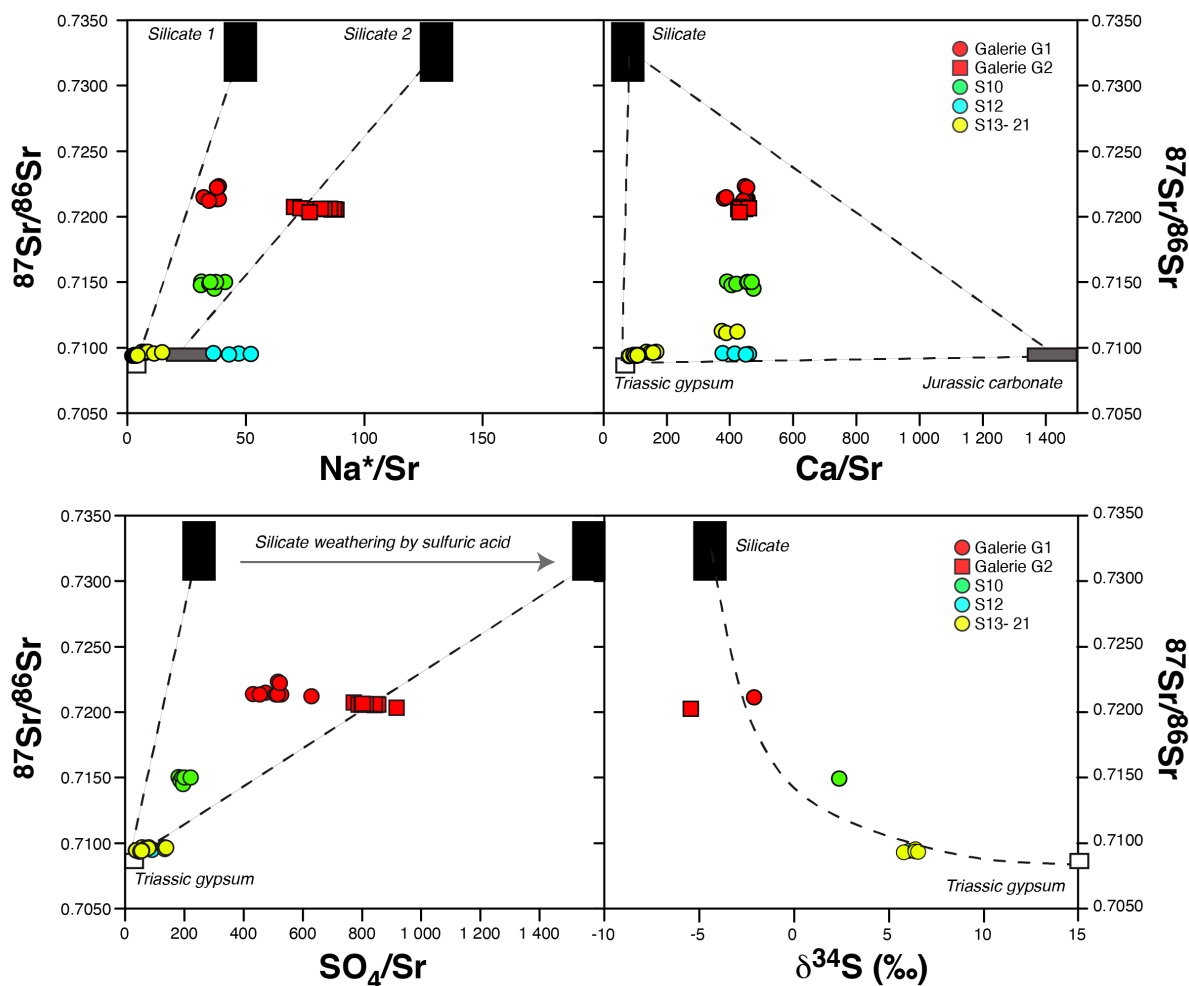 0.7350
0.7300
0.7250
0.7200
0.7150
0.7100
0.7050
87Sr/86Sr
Silicate 1
Silicate 2
0
50
100
150
Na*/Sr
Silicate
Galerie G1
Galerie G2
S10
S12
S13- 21
Triassic gypsum
Jurassic carbonate
0
200
400
600
800
1 000
1 200
1 400
Ca/Sr
0.7350
0.7300
0.7250
0.7200
0.7150
0.7100
0.7050
87Sr/86Sr
0.7350
0.7300
0.7250
0.7200
0.7150
0.7100
0.7050
87Sr/86Sr
Silicate weathering by sulfuric acid
Triassic gypsum
0
200
400
600
800
1 000
1 200
1 400
SO4/Sr
Silicate
Galerie G1
Galerie G2
S10
S12
S13- 21
Triassic gypsum
-10
-5
0
5
10
15
δ34S (‰)
0.7350
0.7300
0.7250
0.7200
0.7150
0.7100
0.7050
87Sr/86Sr